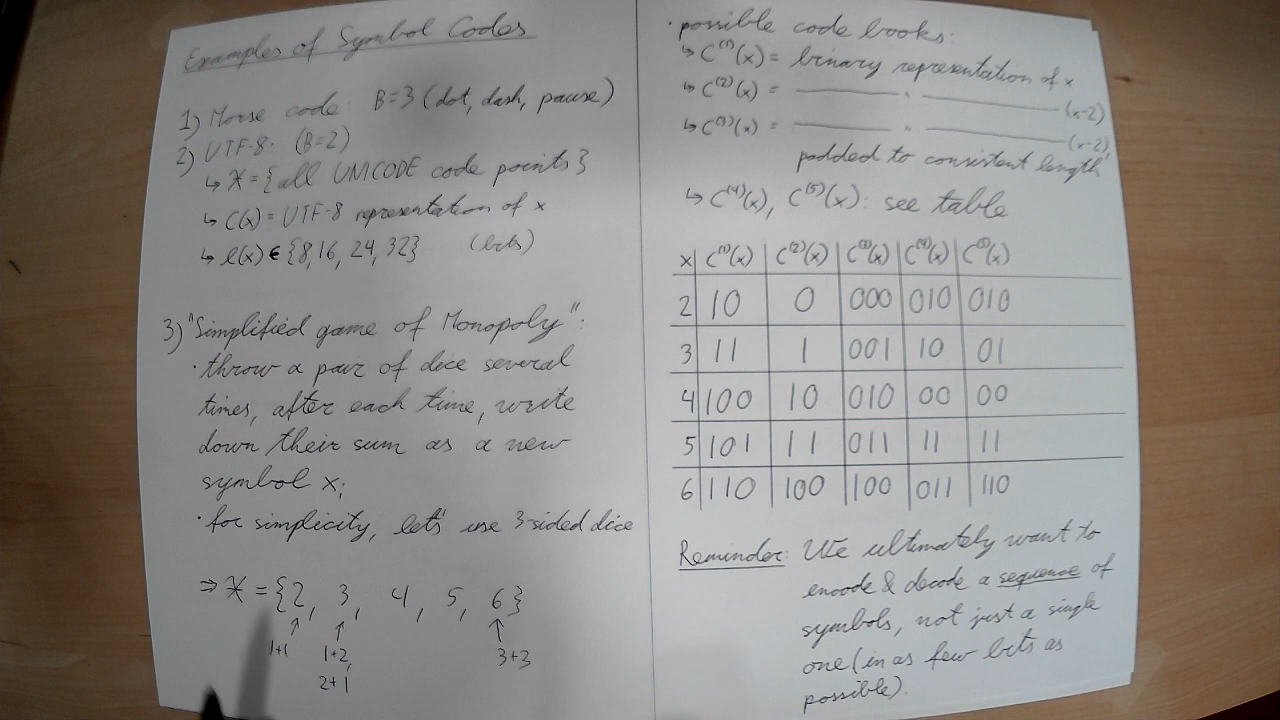 Examples of Symbol Codes
1) Morse code: B=3 (dot, dash, pause)
2) UTF-8: (B=2)
↳ X = {all UNICODE code points}
↳ C(x) = UTF-8 representation of x
↳ l(x) ∈ {8,16, 24, 32} (bits)
3) "Simplified game of Monopoly":
· throw a pair of dice several
times, after each time, write
down their sum as a new
symbol xᵢ
· for simplicity, let's use 3-sided dice
⇒ X = {2, 3, 4, 5, 6}
↑ ↑ ↑
1+1 1+2, 3+3
2+1
· possible code books:
↳ C⁽¹⁾(x) = binary representation of x
↳ C⁽²⁾(x) = —— " —— (x-2)
↳ C⁽³⁾(x) = —— " —— (x-2)
padded to consistent length
↳ C⁽⁴⁾(x), C⁽⁵⁾(x): see table
x C⁽¹⁾(x) C⁽²⁾(x) C⁽³⁾(x) C⁽⁴⁾(x) C⁽⁵⁾(x)
2 10 0 000 010 010
3 11 1 001 10 01
4 100 10 010 00 00
5 101 11 011 11 11
6 110 100 100 011 110
Reminder: We ultimately want to
encode & decode a sequence of
symbols, not just a single
one (in as few bits as
possible).